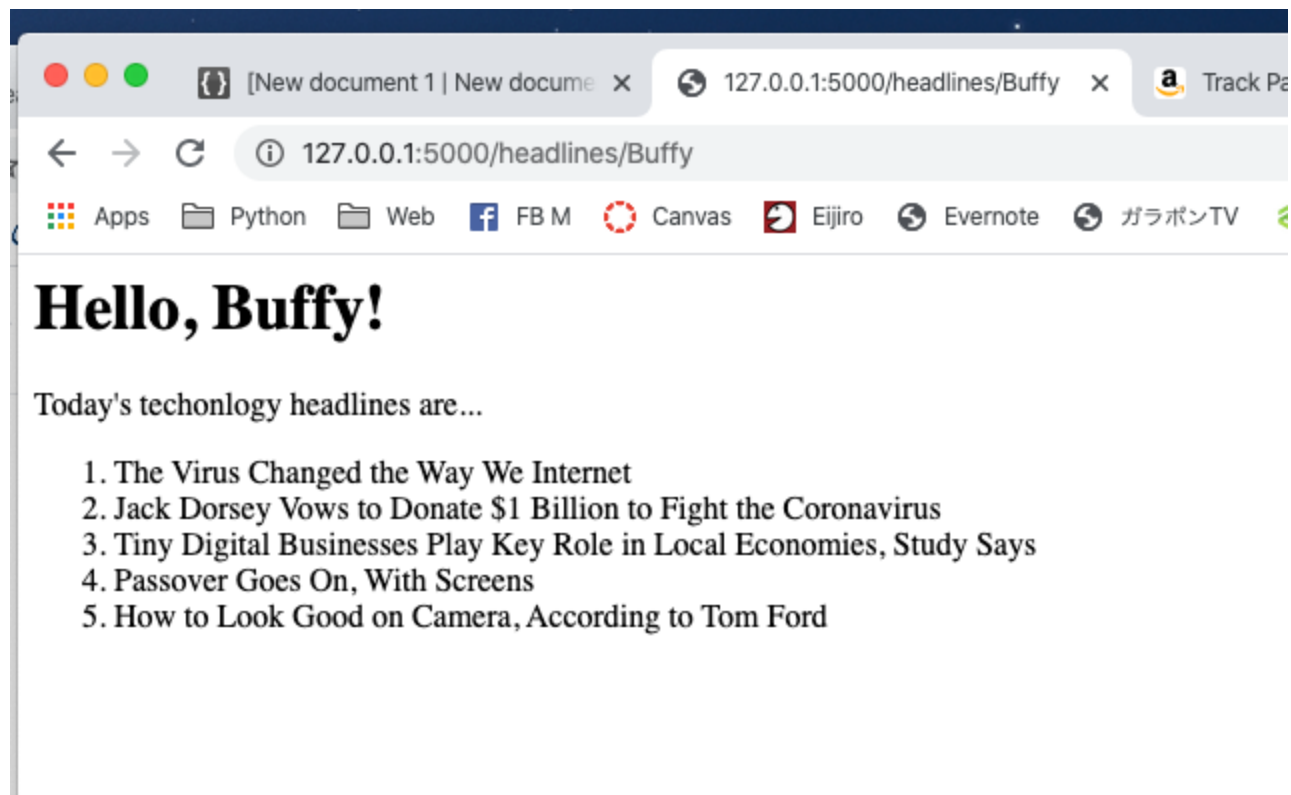 [New document 1 | New docume
127.0.0.1:5000/headlines/Buffy
Track Pa
127.0.0.1:5000/headlines/Buffy
Apps Python Web FB M Canvas Eijiro Evernote ガラポンTV
Hello, Buffy!
Today's techonlogy headlines are...
1. The Virus Changed the Way We Internet
2. Jack Dorsey Vows to Donate $1 Billion to Fight the Coronavirus
3. Tiny Digital Businesses Play Key Role in Local Economies, Study Says
4. Passover Goes On, With Screens
5. How to Look Good on Camera, According to Tom Ford